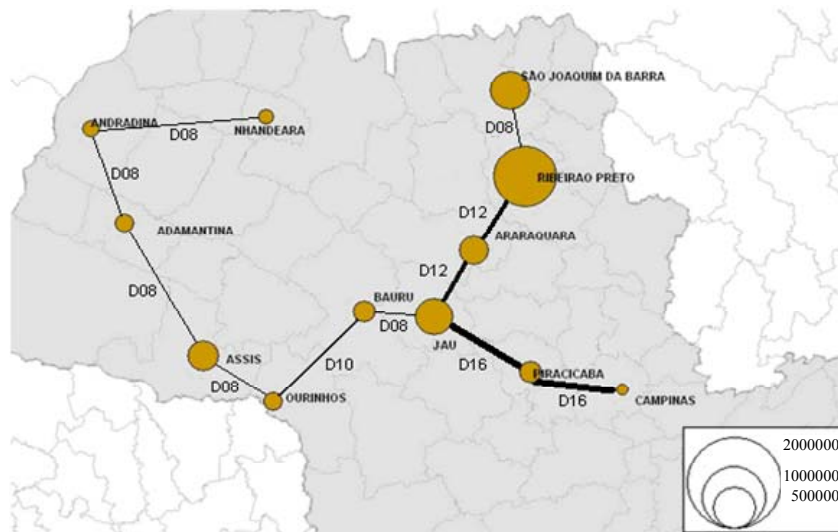 SÃO JOAQUIM DA BARRA
ANDRADINA
NHANDEARA
D08
D08
RIBEIRAO PRETO
D08
D12
ADAMANTINA
ARARAQUARA
D12
D08
BAURU
D08
JAU
ASSIS
D16
D10
PIRACICABA
D08
OURINHOS
D16
CAMPINAS
2000000
1000000
500000